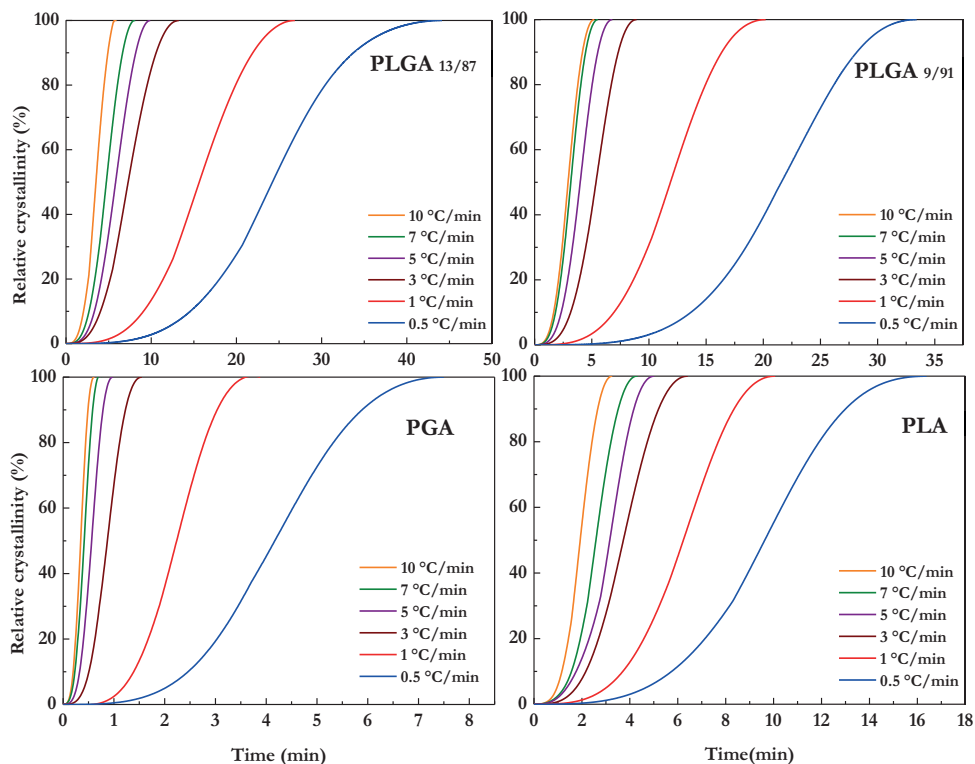 100
80
60
40
20
0
Relative crystallinity (%)
PLGA 13/87
10 °C/min
7 °C/min
5 °C/min
3 °C/min
1 °C/min
0.5 °C/min
0 10 20 30 40 50
100
80
60
40
20
0
PLGA 9/91
10 °C/min
7 °C/min
5 °C/min
3 °C/min
1 °C/min
0.5 °C/min
0 5 10 15 20 25 30 35
100
80
60
40
20
0
Relative crystallinity (%)
PGA
10 °C/min
7 °C/min
5 °C/min
3 °C/min
1 °C/min
0.5 °C/min
0 1 2 3 4 5 6 7 8
Time (min)
100
80
60
40
20
0
PLA
10 °C/min
7 °C/min
5 °C/min
3 °C/min
1 °C/min
0.5 °C/min
0 2 4 6 8 10 12 14 16 18
Time(min)